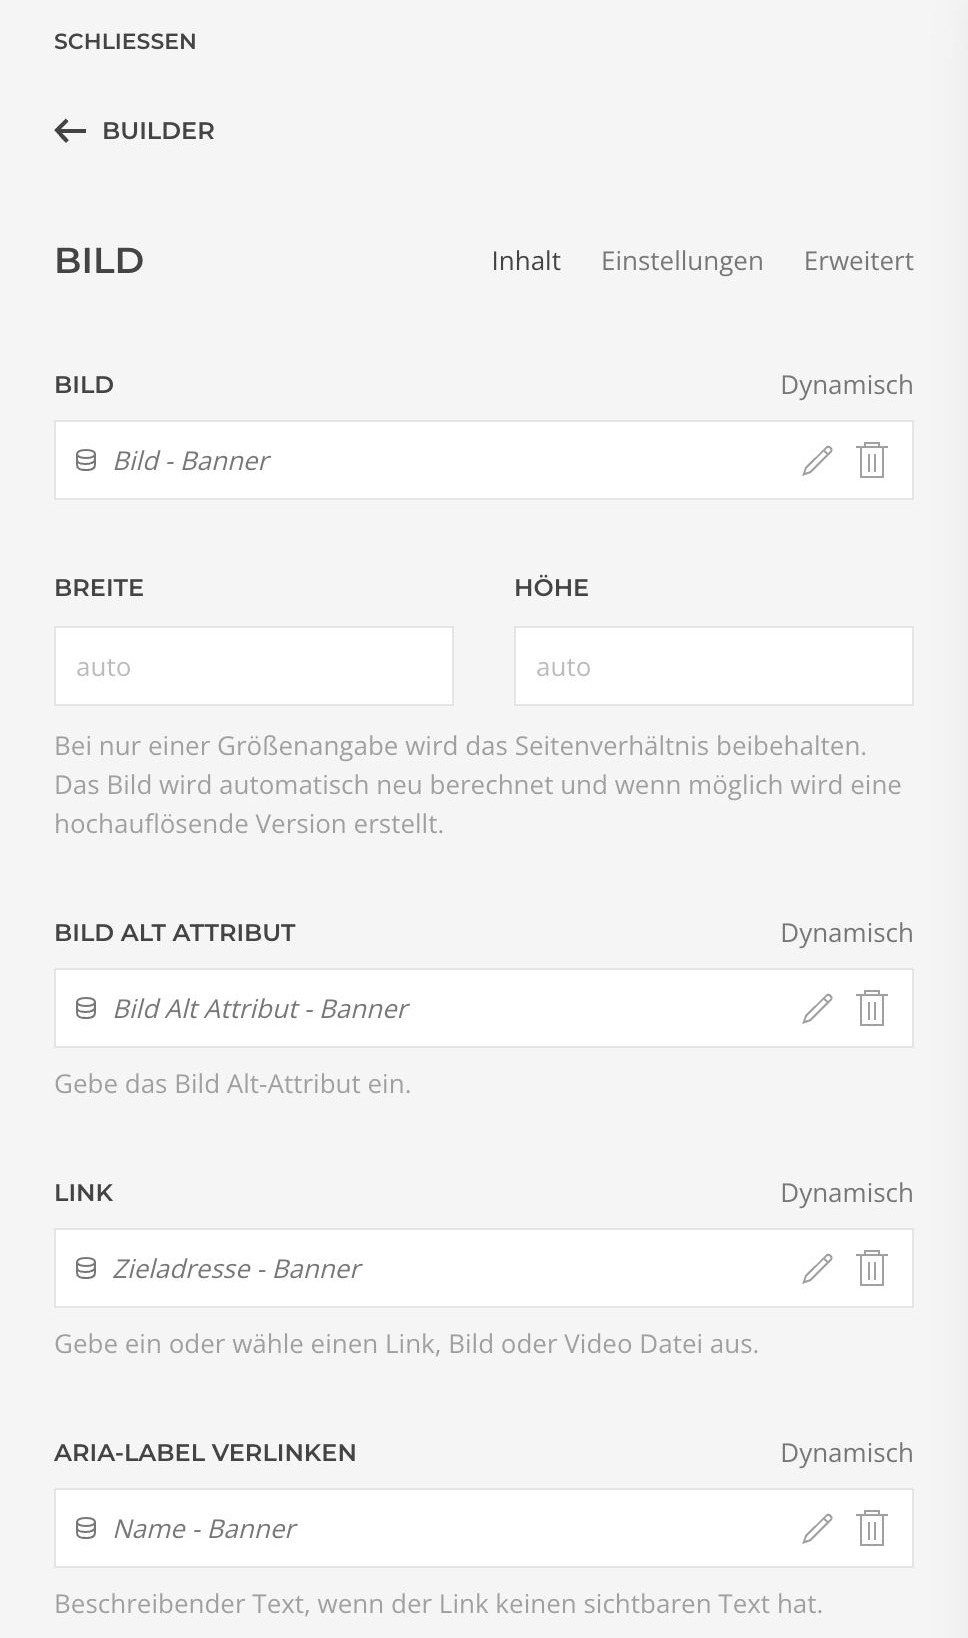 SCHLIESSEN
BUILDER
BILD Inhalt Einstellungen Erweitert
BILD Dynamisch
Bild - Banner
BREITE HÖHE
auto auto
Bei nur einer Größenangabe wird das Seitenverhältnis beibehalten.
Das Bild wird automatisch neu berechnet und wenn möglich wird eine
hochauflösende Version erstellt.
BILD ALT ATTRIBUT Dynamisch
Bild Alt Attribut - Banner
Gebe das Bild Alt-Attribut ein.
LINK Dynamisch
Zieladresse - Banner
Gebe ein oder wähle einen Link, Bild oder Video Datei aus.
ARIA-LABEL VERLINKEN Dynamisch
Name - Banner
Beschreibender Text, wenn der Link keinen sichtbaren Text hat.